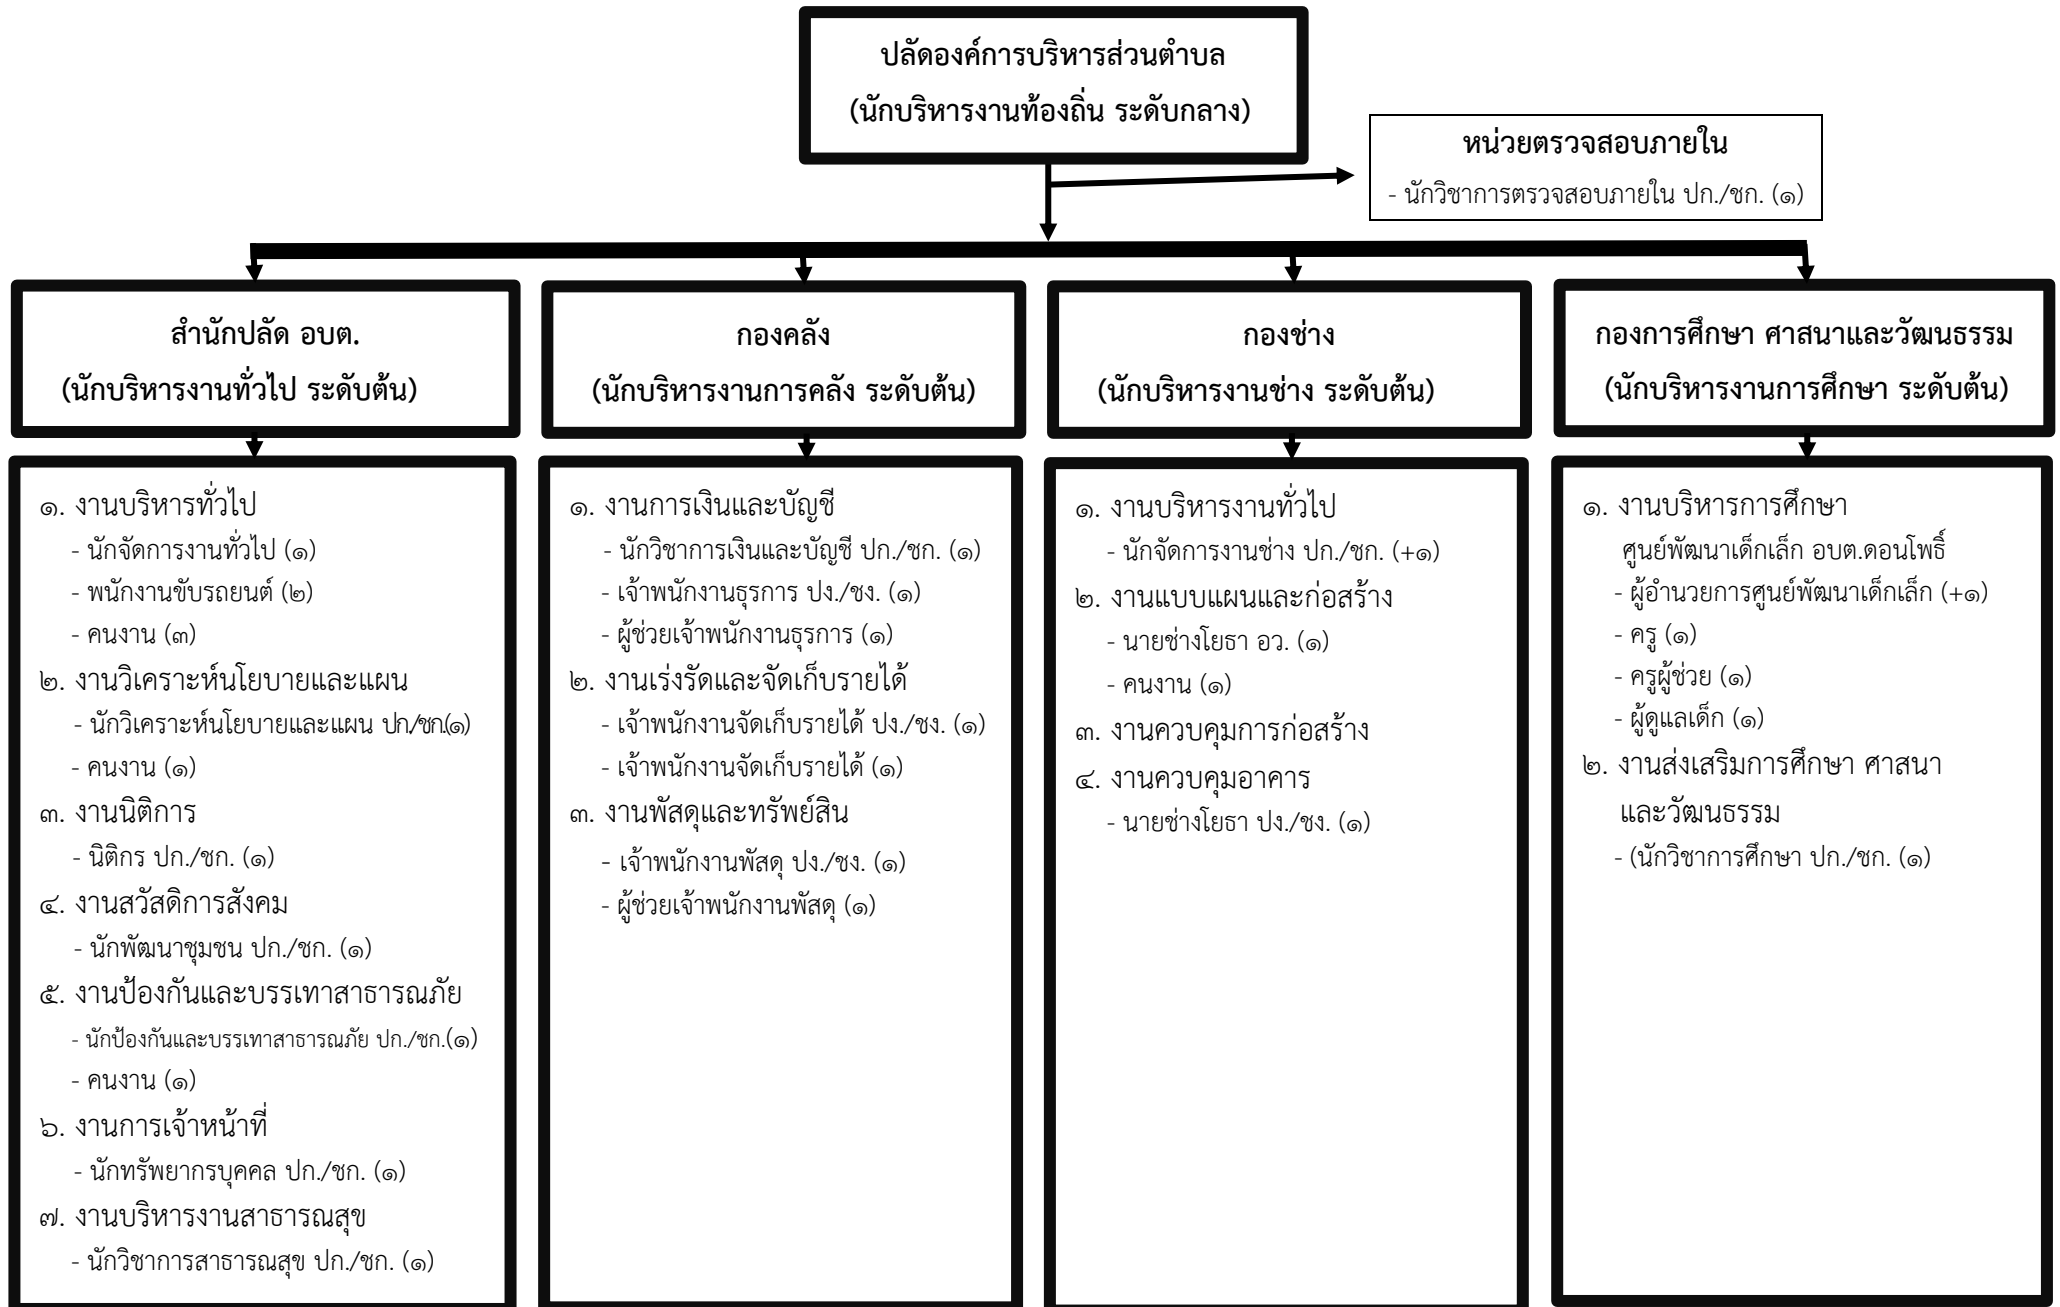 ปลัดองค์การบริหารส่วนตำบล
(นักบริหารงานท้องถิ่น ระดับกลาง)
หน่วยตรวจสอบภายใน
- นักวิชาการตรวจสอบภายใน ปก./ชก. (๑)
สำนักปลัด อบต.
(นักบริหารงานทั่วไป ระดับต้น)
กองคลัง
(นักบริหารงานการคลัง ระดับต้น)
กองช่าง
(นักบริหารงานช่าง ระดับต้น)
กองการศึกษา ศาสนาและวัฒนธรรม
(นักบริหารงานการศึกษา ระดับต้น)
๑. งานบริหารทั่วไป
- นักจัดการงานทั่วไป (๑)
- พนักงานขับรถยนต์ (๒)
- คนงาน (๓)
๒. งานวิเคราะห์นโยบายและแผน
- นักวิเคราะห์นโยบายและแผน ปก./ชก.(๑)
- คนงาน (๑)
๓. งานนิติการ
- นิติกร ปก./ชก. (๑)
๔. งานสวัสดิการสังคม
- นักพัฒนาชุมชน ปก./ชก. (๑)
๕. งานป้องกันและบรรเทาสาธารณภัย
- นักป้องกันและบรรเทาสาธารณภัย ปก./ชก.(๑)
- คนงาน (๑)
๖. งานการเจ้าหน้าที่
- นักทรัพยากรบุคคล ปก./ชก. (๑)
๗. งานบริหารงานสาธารณสุข
- นักวิชาการสาธารณสุข ปก./ชก. (๑)
๑. งานการเงินและบัญชี
- นักวิชาการเงินและบัญชี ปก./ชก. (๑)
- เจ้าพนักงานธุรการ ปง./ชง. (๑)
- ผู้ช่วยเจ้าพนักงานธุรการ (๑)
๒. งานเร่งรัดและจัดเก็บรายได้
- เจ้าพนักงานจัดเก็บรายได้ ปง./ชง. (๑)
- เจ้าพนักงานจัดเก็บรายได้ (๑)
๓. งานพัสดุและทรัพย์สิน
- เจ้าพนักงานพัสดุ ปง./ชง. (๑)
- ผู้ช่วยเจ้าพนักงานพัสดุ (๑)
๑. งานบริหารงานทั่วไป
- นักจัดการงานช่าง ปก./ชก. (+๑)
๒. งานแบบแผนและก่อสร้าง
- นายช่างโยธา อว. (๑)
- คนงาน (๑)
๓. งานควบคุมการก่อสร้าง
๔. งานควบคุมอาคาร
- นายช่างโยธา ปง./ชง. (๑)
๑. งานบริหารการศึกษา
ศูนย์พัฒนาเด็กเล็ก อบต.ดอนโพธิ์
- ผู้อำนวยการศูนย์พัฒนาเด็กเล็ก (+๑)
- ครู (๑)
- ครูผู้ช่วย (๑)
- ผู้ดูแลเด็ก (๑)
๒. งานส่งเสริมการศึกษา ศาสนา
และวัฒนธรรม
- (นักวิชาการศึกษา ปก./ชก. (๑)